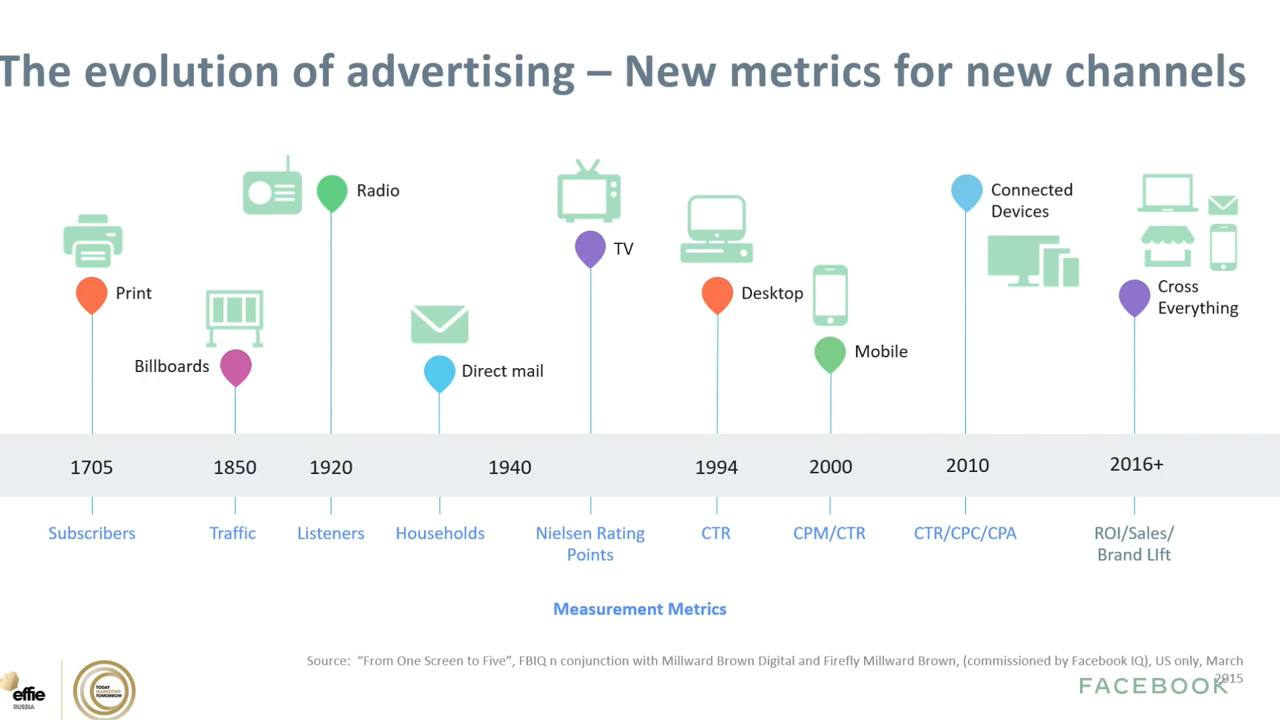 The evolution of advertising – New metrics for new channels
Radio
Connected
Devices
TV
Print
Desktop
Cross
Everything
Billboards
Direct mail
Mobile
1705 1850 1920 1940 1994 2000 2010 2016+
Subscribers Traffic Listeners Households Nielsen Rating CTR CPM/CTR CTR/CPC/CPA ROI/Sales/
Points Brand LIft
Measurement Metrics
Source: “From One Screen to Five”, FBIQ n conjunction with Millward Brown Digital and Firefly Millward Brown, (commissioned by Facebook IQ), US only, March
2015
FACEBOOK
effie
RUSSIA
TODAY
MARKETING
TOMORROW